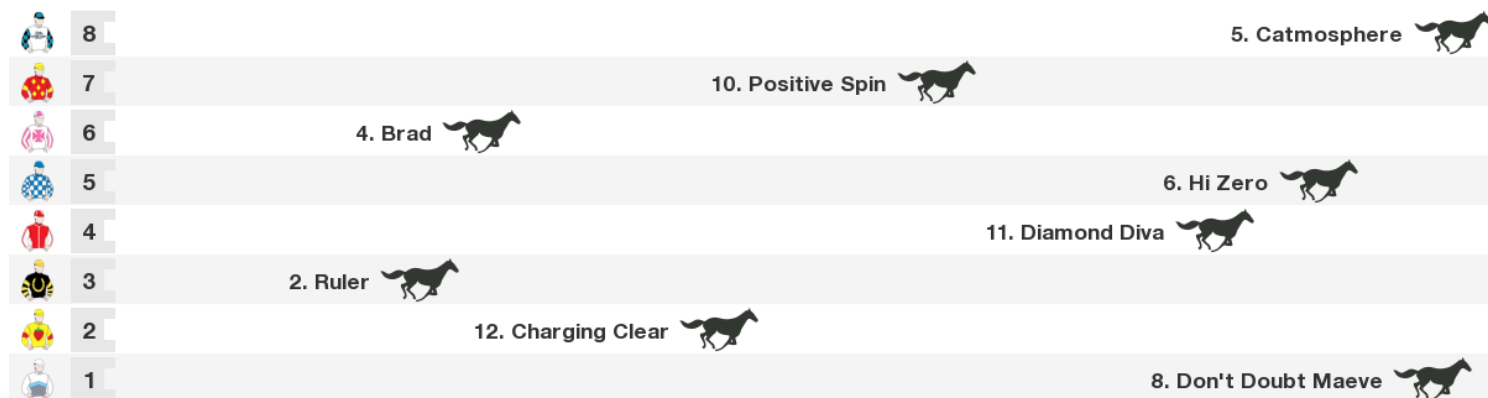 8 5. Catmosphere
7 10. Positive Spin
6 4. Brad
5 6. Hi Zero
4 11. Diamond Diva
3 2. Ruler
2 12. Charging Clear
1 8. Don't Doubt Maeve